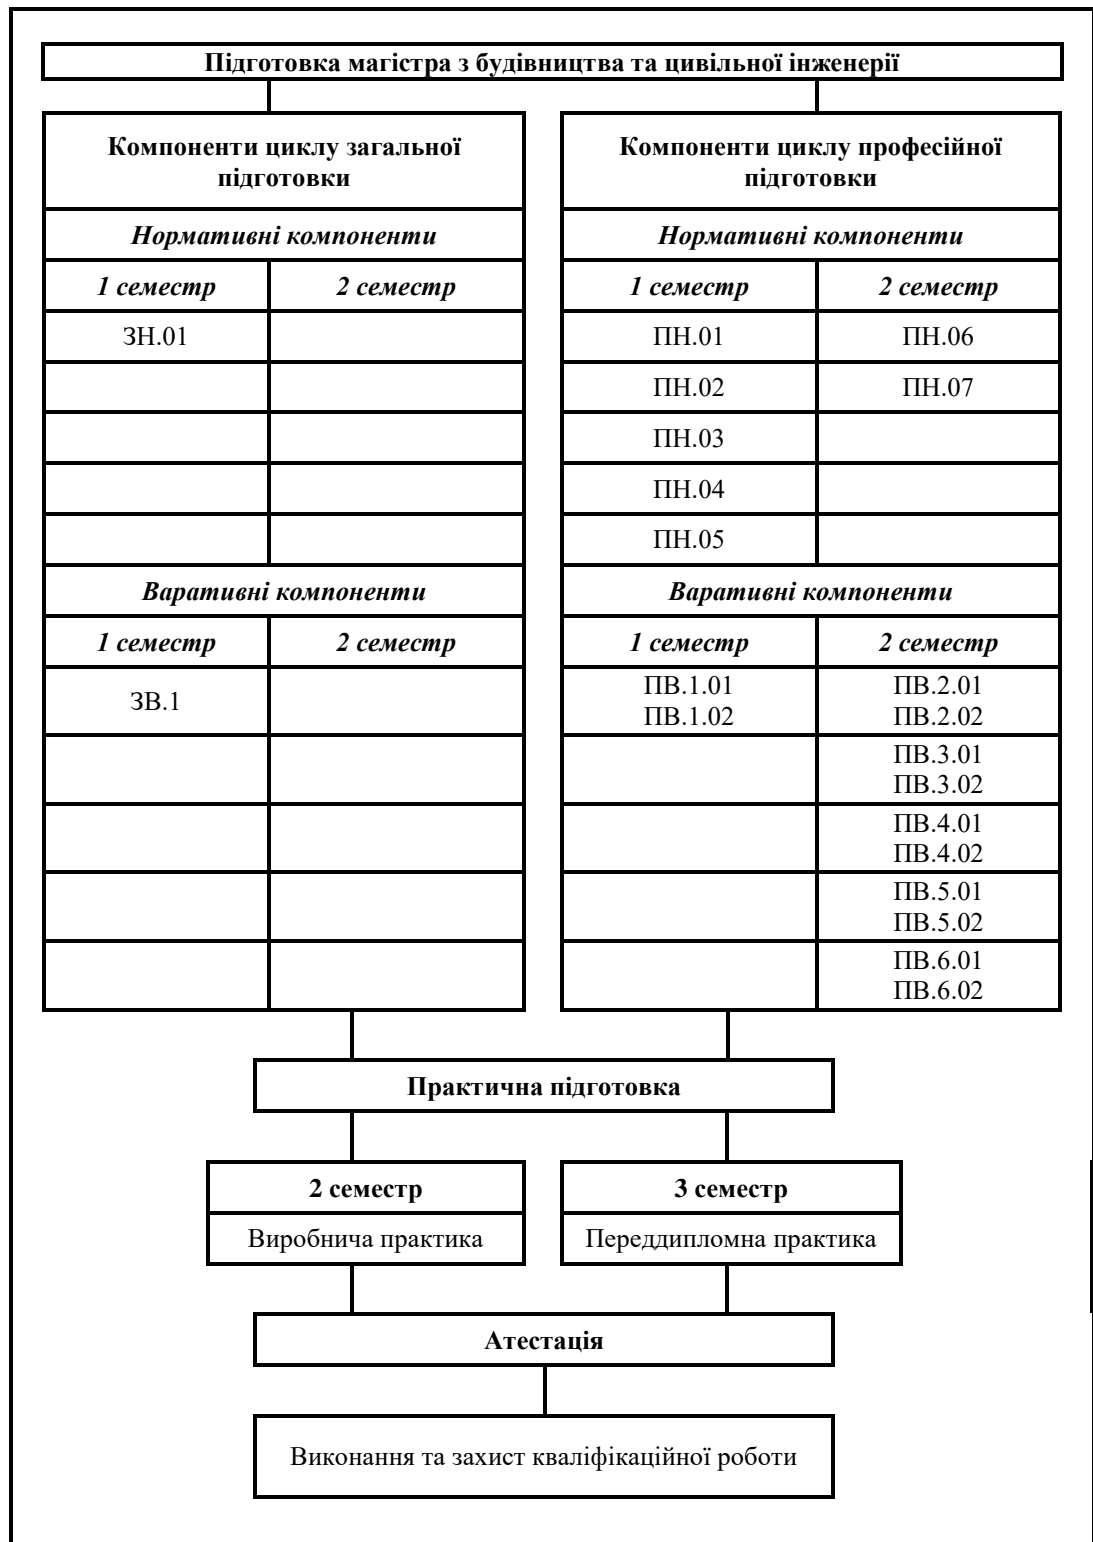 Підготовка магістра з будівництва та цивільної інженерії
Компоненти циклу загальної
підготовки
Нормативні компоненти
1 семестр
2 семестр
ЗН.01
Варативні компоненти
1 семестр
2 семестр
ЗВ.1
Компоненти циклу професійної
підготовки
Нормативні компоненти
1 семестр
2 семестр
ПН.01
ПН.06
ПН.02
ПН.07
ПН.03
ПН.04
ПН.05
Варативні компоненти
1 семестр
2 семестр
ПВ.1.01
ПВ.1.02
ПВ.2.01
ПВ.2.02
ПВ.3.01
ПВ.3.02
ПВ.4.01
ПВ.4.02
ПВ.5.01
ПВ.5.02
ПВ.6.01
ПВ.6.02
Практична підготовка
2 семестр
Виробнича практика
3 семестр
Переддипломна практика
Атестація
Виконання та захист кваліфікаційної роботи